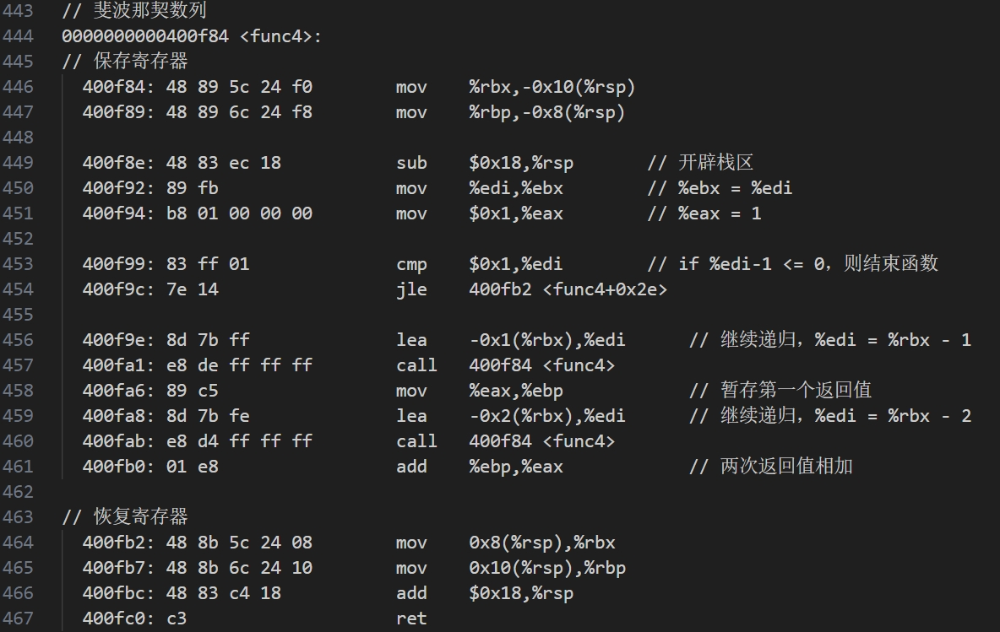 443 // 斐波那契数列
444 0000000000400f84 <func4>:
445 // 保存寄存器
446 400f84: 48 89 5c 24 f0 mov %rbx,-0x10(%rsp)
447 400f89: 48 89 6c 24 f8 mov %rbp,-0x8(%rsp)
448
449 400f8e: 48 83 ec 18 sub $0x18,%rsp // 开辟栈区
450 400f92: 89 fb mov %edi,%ebx // %ebx = %edi
451 400f94: b8 01 00 00 00 mov $0x1,%eax // %eax = 1
452
453 400f99: 83 ff 01 cmp $0x1,%edi // if %edi-1 <= 0，则结束函数
454 400f9c: 7e 14 jle 400fb2 <func4+0x2e>
455
456 400f9e: 8d 7b ff lea -0x1(%rbx),%edi // 继续递归，%edi = %rbx - 1
457 400fa1: e8 de ff ff ff call 400f84 <func4>
458 400fa6: 89 c5 mov %eax,%ebp // 暂存第一个返回值
459 400fa8: 8d 7b fe lea -0x2(%rbx),%edi // 继续递归，%edi = %rbx - 2
460 400fab: e8 d4 ff ff ff call 400f84 <func4>
461 400fb0: 01 e8 add %ebp,%eax // 两次返回值相加
462
463 // 恢复寄存器
464 400fb2: 48 8b 5c 24 08 mov 0x8(%rsp),%rbx
465 400fb7: 48 8b 6c 24 10 mov 0x10(%rsp),%rbp
466 400fbc: 48 83 c4 18 add $0x18,%rsp
467 400fc0: c3 ret